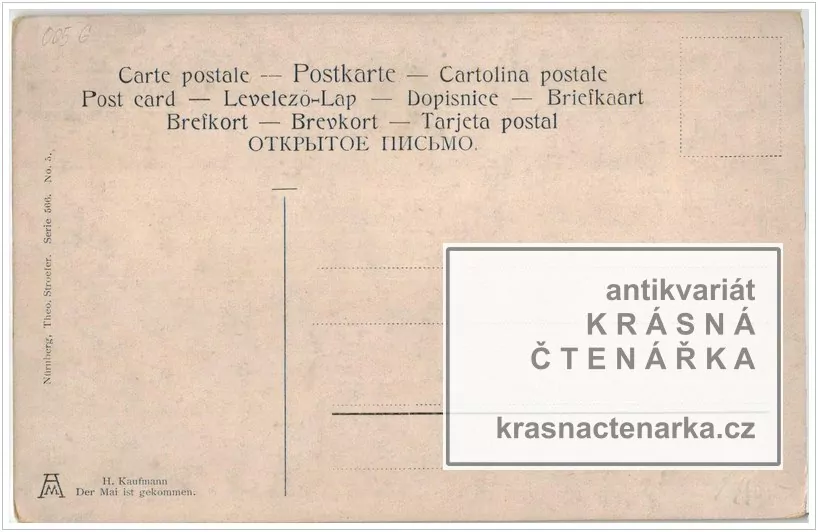 005 G
Carte postale — Postkarte — Cartolina postale
Post card — Levelezō-Lap — Dopisnice — Briefkaart
Brefkort — Brevkort — Tarjeta postal
ОТКРЫТОЕ ПИСЬМО.
Nürnberg, Theo. Stroefer. Serie 566. No. 5.
antikvariát
KRÁSNÁ
ČTENÁŘKA
krasnactenarka.cz
H. Kaufmann
Der Mai ist gekommen.